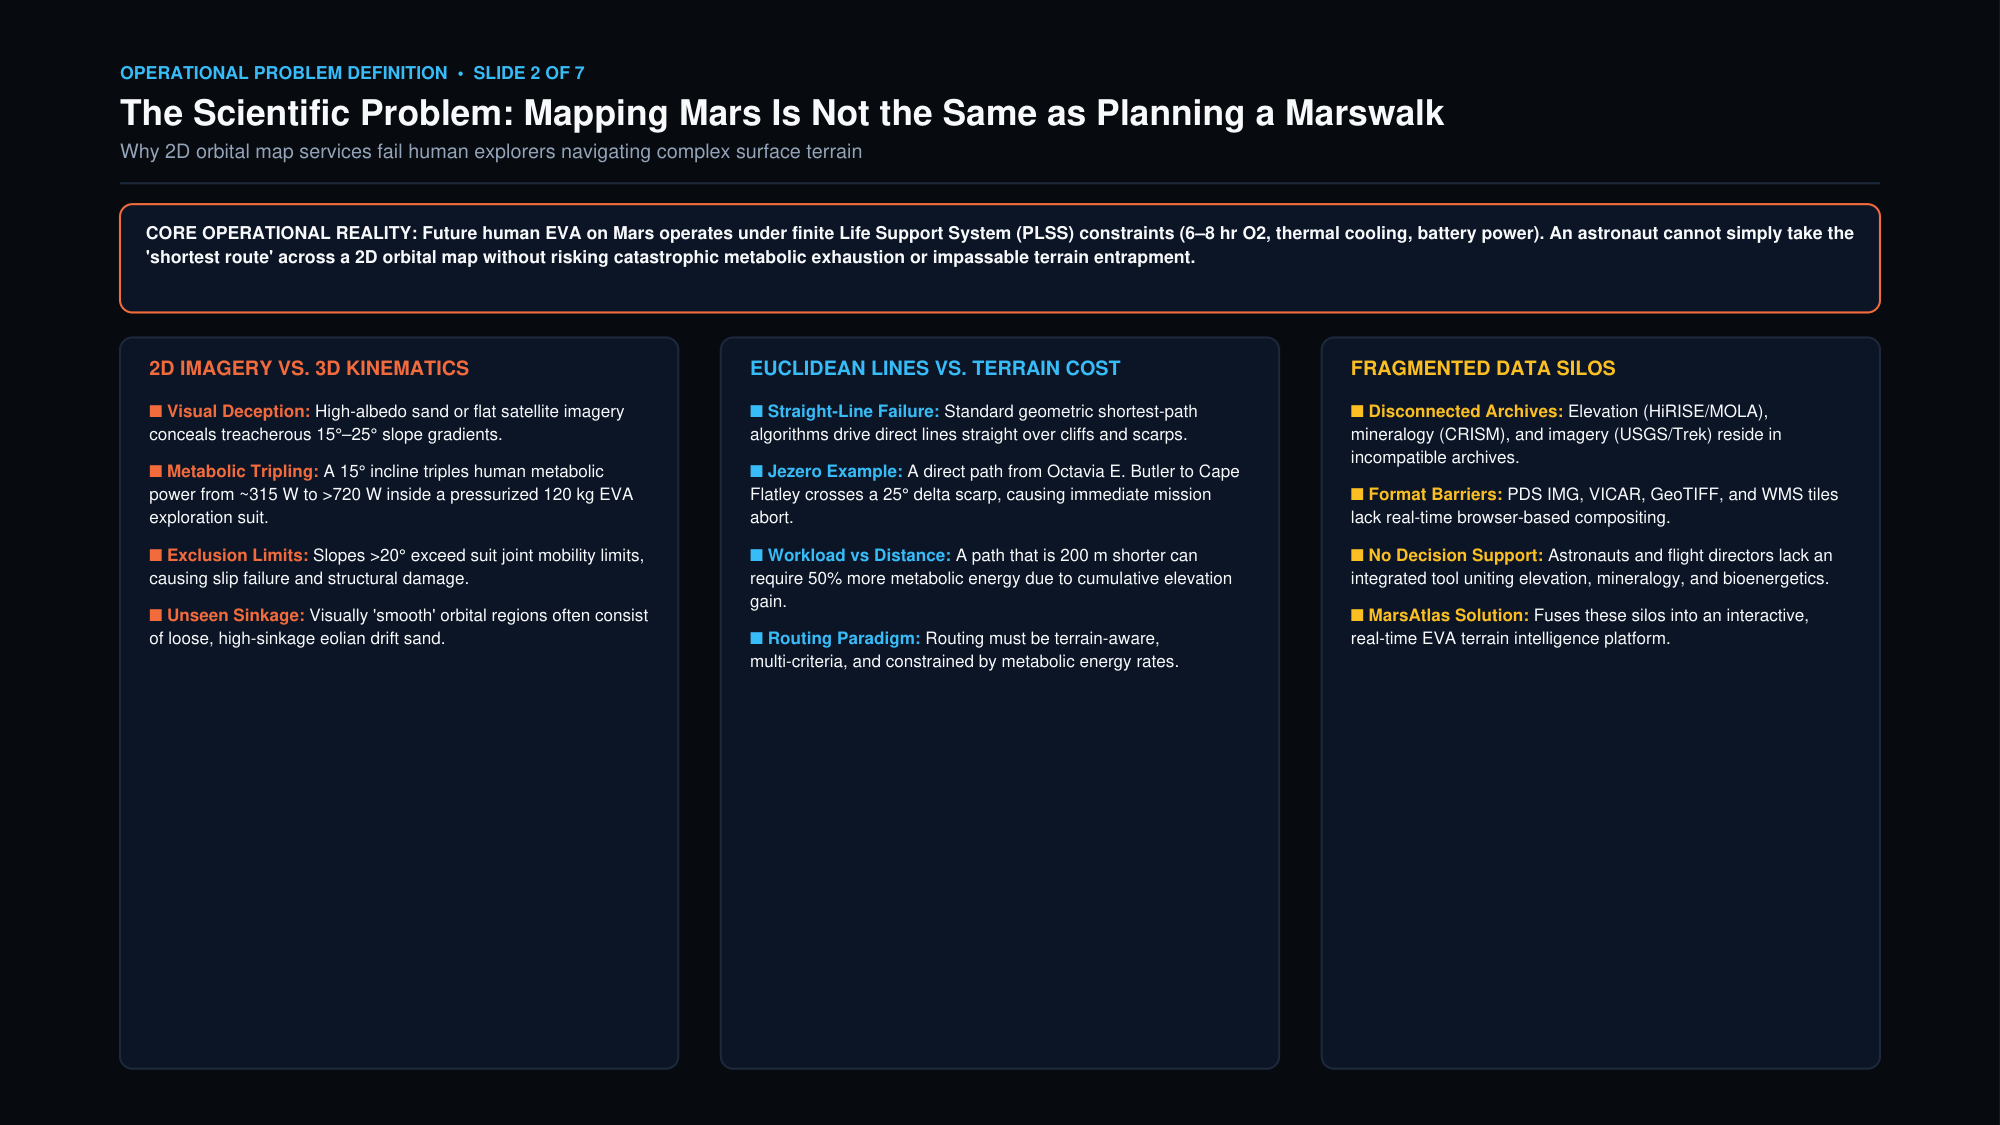 OPERATIONAL PROBLEM DEFINITION • SLIDE 2 OF 7
The Scientific Problem: Mapping Mars Is Not the Same as Planning a Marswalk
Why 2D orbital map services fail human explorers navigating complex surface terrain
CORE OPERATIONAL REALITY: Future human EVA on Mars operates under finite Life Support System (PLSS) constraints (6–8 hr O2, thermal cooling, battery power). An astronaut cannot simply take the
'shortest route' across a 2D orbital map without risking catastrophic metabolic exhaustion or impassable terrain entrapment.
2D IMAGERY VS. 3D KINEMATICS
■ Visual Deception: High-albedo sand or flat satellite imagery
conceals treacherous 15°–25° slope gradients.
■ Metabolic Tripling: A 15° incline triples human metabolic
power from ~315 W to >720 W inside a pressurized 120 kg EVA
exploration suit.
■ Exclusion Limits: Slopes >20° exceed suit joint mobility limits,
causing slip failure and structural damage.
■ Unseen Sinkage: Visually 'smooth' orbital regions often consist
of loose, high-sinkage eolian drift sand.
EUCLIDEAN LINES VS. TERRAIN COST
■ Straight-Line Failure: Standard geometric shortest-path
algorithms drive direct lines straight over cliffs and scarps.
■ Jezero Example: A direct path from Octavia E. Butler to Cape
Flatley crosses a 25° delta scarp, causing immediate mission
abort.
■ Workload vs Distance: A path that is 200 m shorter can
require 50% more metabolic energy due to cumulative elevation
gain.
■ Routing Paradigm: Routing must be terrain-aware,
multi-criteria, and constrained by metabolic energy rates.
FRAGMENTED DATA SILOS
■ Disconnected Archives: Elevation (HiRISE/MOLA),
mineralogy (CRISM), and imagery (USGS/Trek) reside in
incompatible archives.
■ Format Barriers: PDS IMG, VICAR, GeoTIFF, and WMS tiles
lack real-time browser-based compositing.
■ No Decision Support: Astronauts and flight directors lack an
integrated tool uniting elevation, mineralogy, and bioenergetics.
■ MarsAtlas Solution: Fuses these silos into an interactive,
real-time EVA terrain intelligence platform.